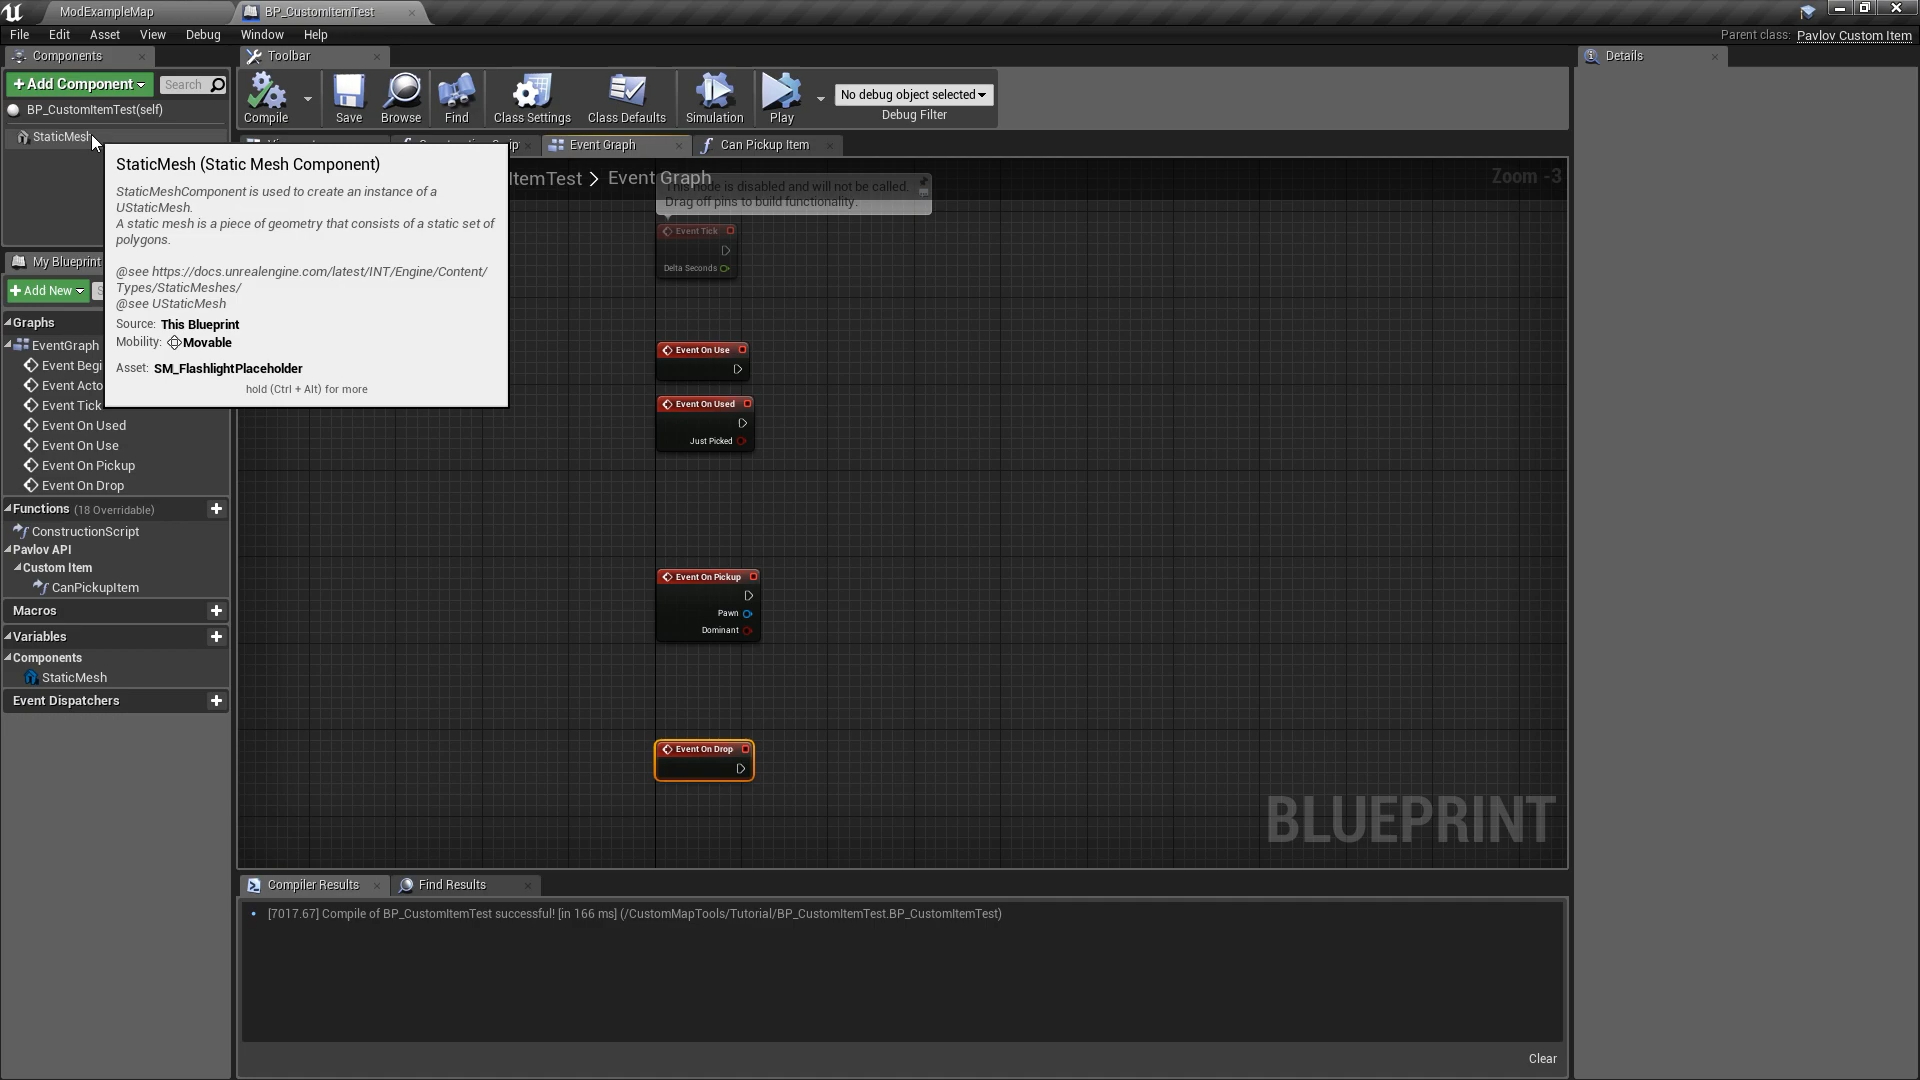 ModExampleMap
BP_CustomItemTest
File Edit Asset View Debug Window Help
Parent class: Pavlov Custom Item
Components
Toolbar
Details
+ Add Component
Search
BP_CustomItemTest(self)
StaticMesh
Compile
Save
Browse
Find
Class Settings
Class Defaults
Simulation
Play
No debug object selected
Debug Filter
Event Graph
Can Pickup Item
StaticMesh (Static Mesh Component)
StaticMeshComponent is used to create an instance of a
UStaticMesh.
A static mesh is a piece of geometry that consists of a static set of
polygons.
@see https://docs.unrealengine.com/latest/INT/Engine/Content/
Types/StaticMeshes/
@see UStaticMesh
Source: This Blueprint
Mobility: Movable
Asset: SM_FlashlightPlaceholder
hold (Ctrl + Alt) for more
ItemTest > Event Graph
Zoom -3
This node is disabled and will not be called.
Drag off pins to build functionality.
Event Tick
Delta Seconds
Event On Use
Event On Used
Just Picked
Event On Pickup
Pawn
Dominant
Event On Drop
BLUEPRINT
My Blueprint
+ Add New
Graphs
EventGraph
Event Begi
Event Acto
Event Tick
Event On Used
Event On Use
Event On Pickup
Event On Drop
Functions (18 Overridable)
ConstructionScript
Pavlov API
Custom Item
CanPickupItem
Macros
Variables
Components
StaticMesh
Event Dispatchers
Compiler Results
Find Results
[7017.67] Compile of BP_CustomItemTest successful! [in 166 ms] (/CustomMapTools/Tutorial/BP_CustomItemTest.BP_CustomItemTest)
Clear